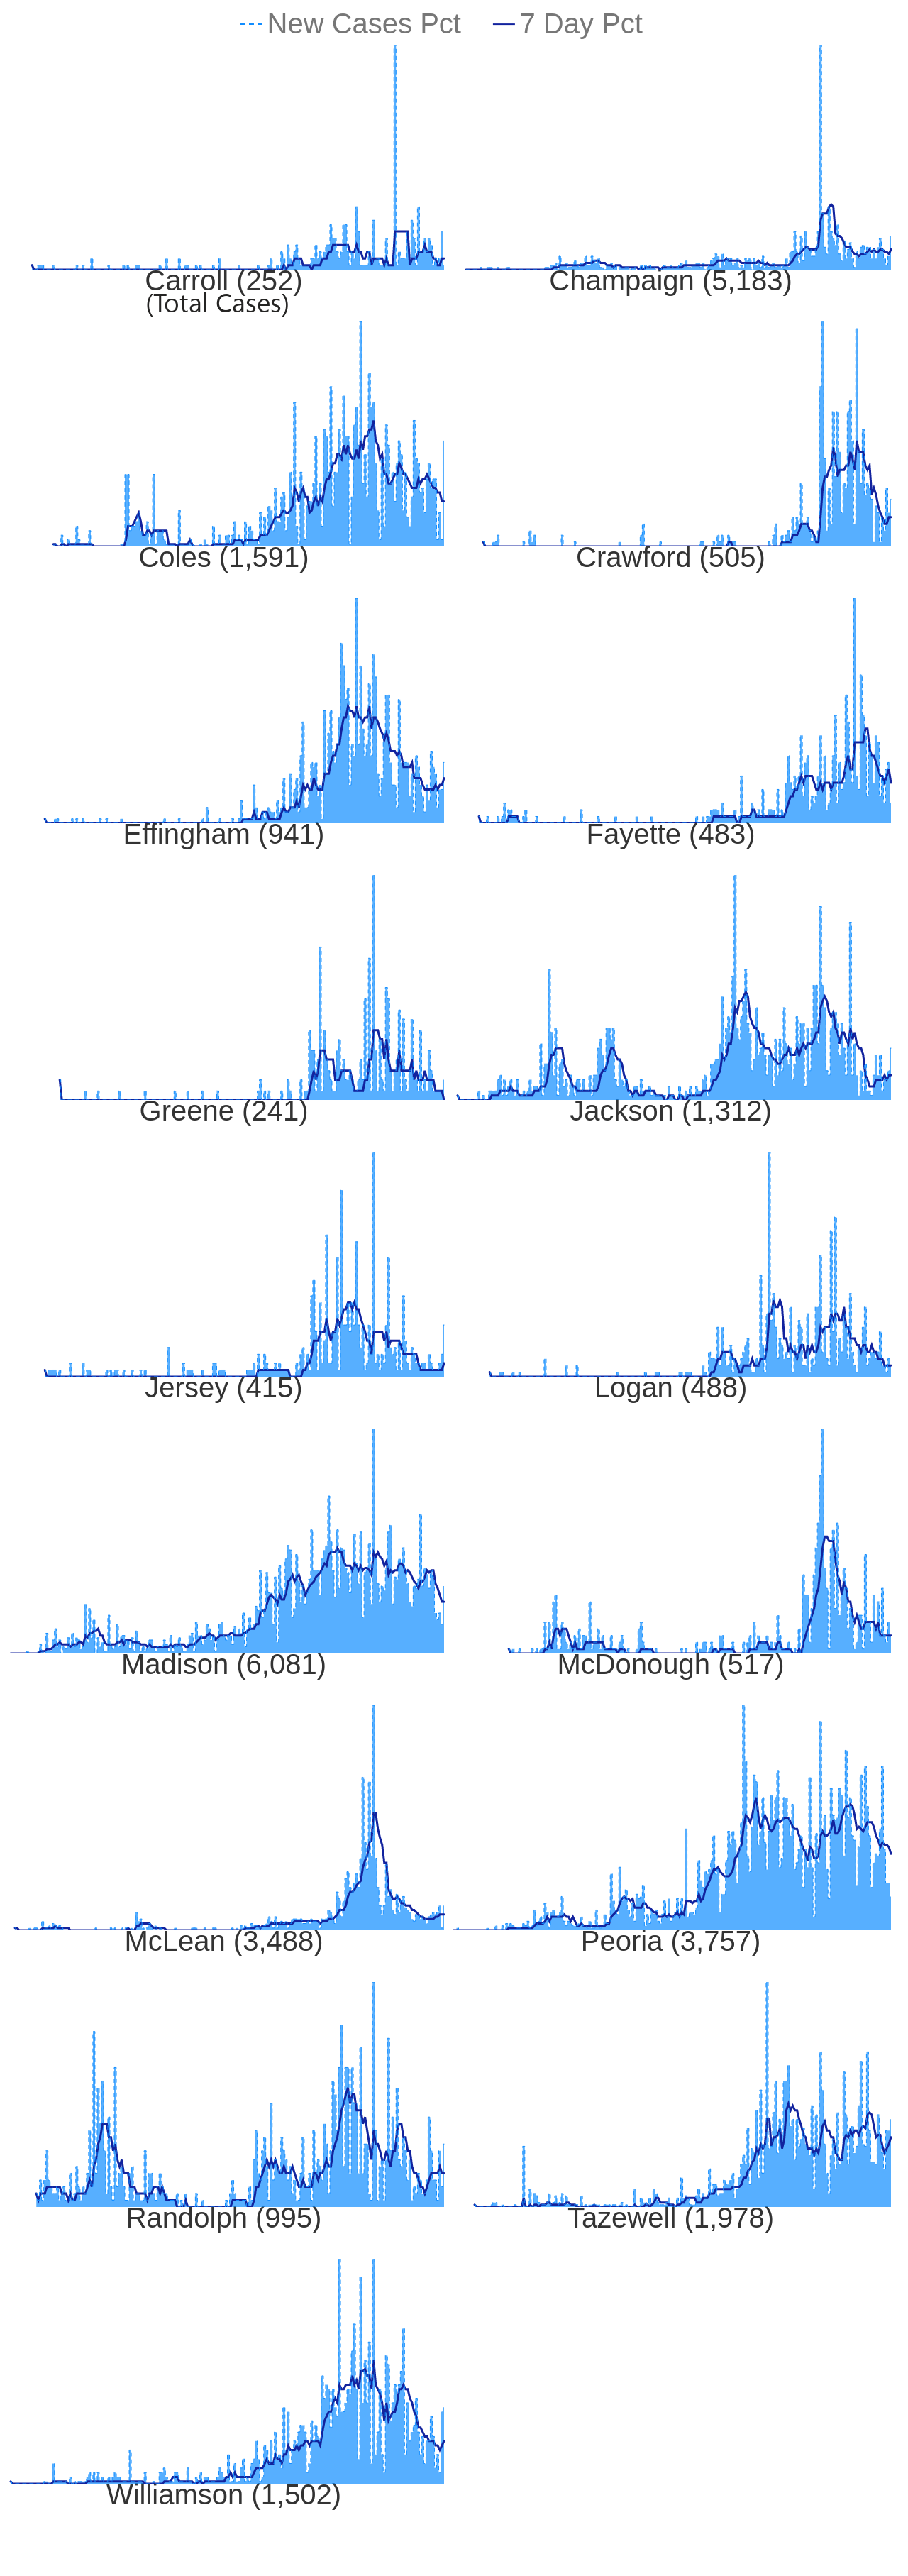 New Cases Pct 7 Day Pct
Carroll (252) Champaign (5,183)
(Total Cases)
Coles (1,591) Crawford (505)
Effingham (941) Fayette (483)
Greene (241) Jackson (1,312)
Jersey (415) Logan (488)
Madison (6,081) McDonough (517)
McLean (3,488) Peoria (3,757)
Randolph (995) Tazewell (1,978)
Williamson (1,502)